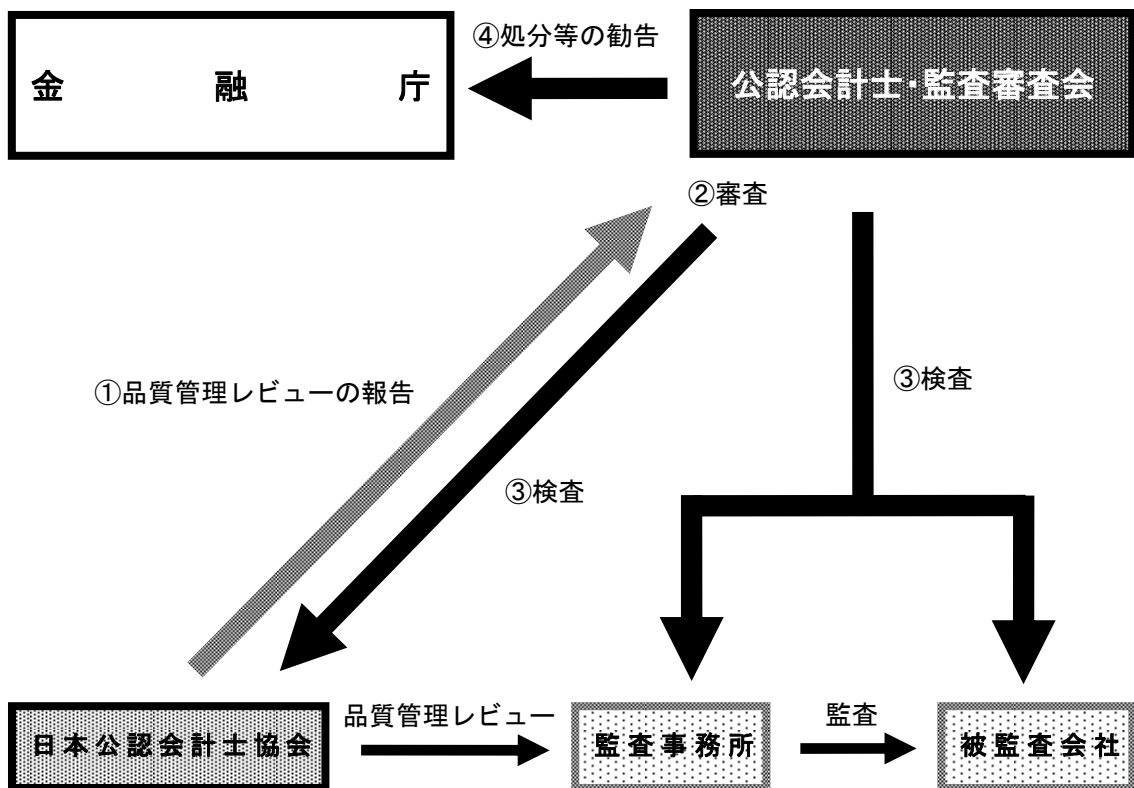 ④処分等の勧告
金融庁
公認会計士・監査審査会
②審査
①品質管理レビューの報告
③検査
③検査
品質管理レビュー
監査
日本公認会計士協会
監査事務所
被監査会社